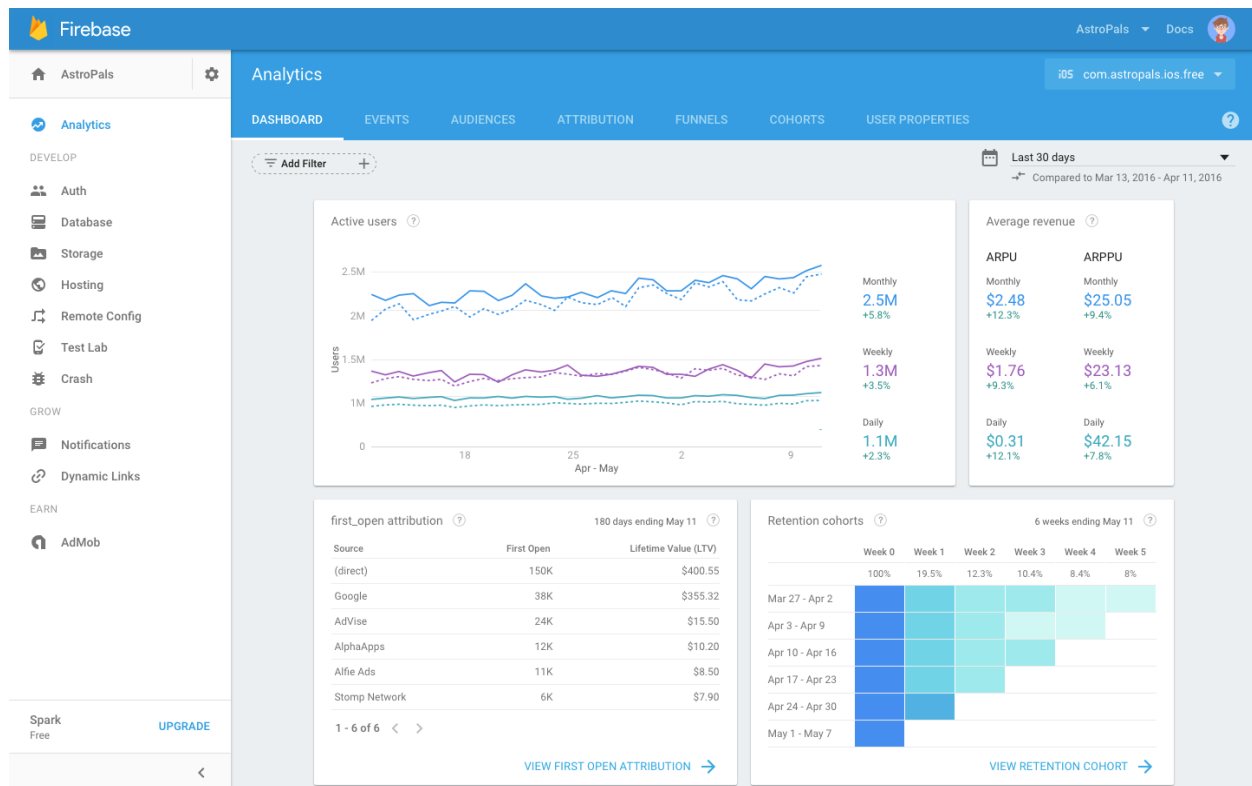 Firebase
AstroPals Docs
AstroPals
Analytics
iOS com.astropals.ios.free
Analytics
DASHBOARD EVENTS AUDIENCES ATTRIBUTION FUNNELS COHORTS USER PROPERTIES ?
DEVELOP
Auth
Database
Storage
Hosting
Remote Config
Test Lab
Crash
GROW
Notifications
Dynamic Links
EARN
AdMob
Spark
Free
UPGRADE
Add Filter +
Last 30 days
Compared to Mar 13, 2016 - Apr 11, 2016
Active users ?
2.5M
2M
1.5M
1M
0
Users
18 25 2 9
Apr - May
Monthly
2.5M
+5.8%
Weekly
1.3M
+3.5%
Daily
1.1M
+2.3%
Average revenue ?
ARPU ARPPU
Monthly Monthly
$2.48 $25.05
+12.3% +9.4%
Weekly Weekly
$1.76 $23.13
+9.3% +6.1%
Daily Daily
$0.31 $42.15
+12.1% +7.8%
first_open attribution ? 180 days ending May 11 ?
Source First Open Lifetime Value (LTV)
(direct) 150K $400.55
Google 38K $355.32
AdVise 24K $15.50
AlphaApps 12K $10.20
Alfie Ads 11K $8.50
Stomp Network 6K $7.90
1 - 6 of 6
VIEW FIRST OPEN ATTRIBUTION
Retention cohorts ? 6 weeks ending May 11 ?
Week 0 Week 1 Week 2 Week 3 Week 4 Week 5
100% 19.5% 12.3% 10.4% 8.4% 8%
Mar 27 - Apr 2
Apr 3 - Apr 9
Apr 10 - Apr 16
Apr 17 - Apr 23
Apr 24 - Apr 30
May 1 - May 7
VIEW RETENTION COHORT